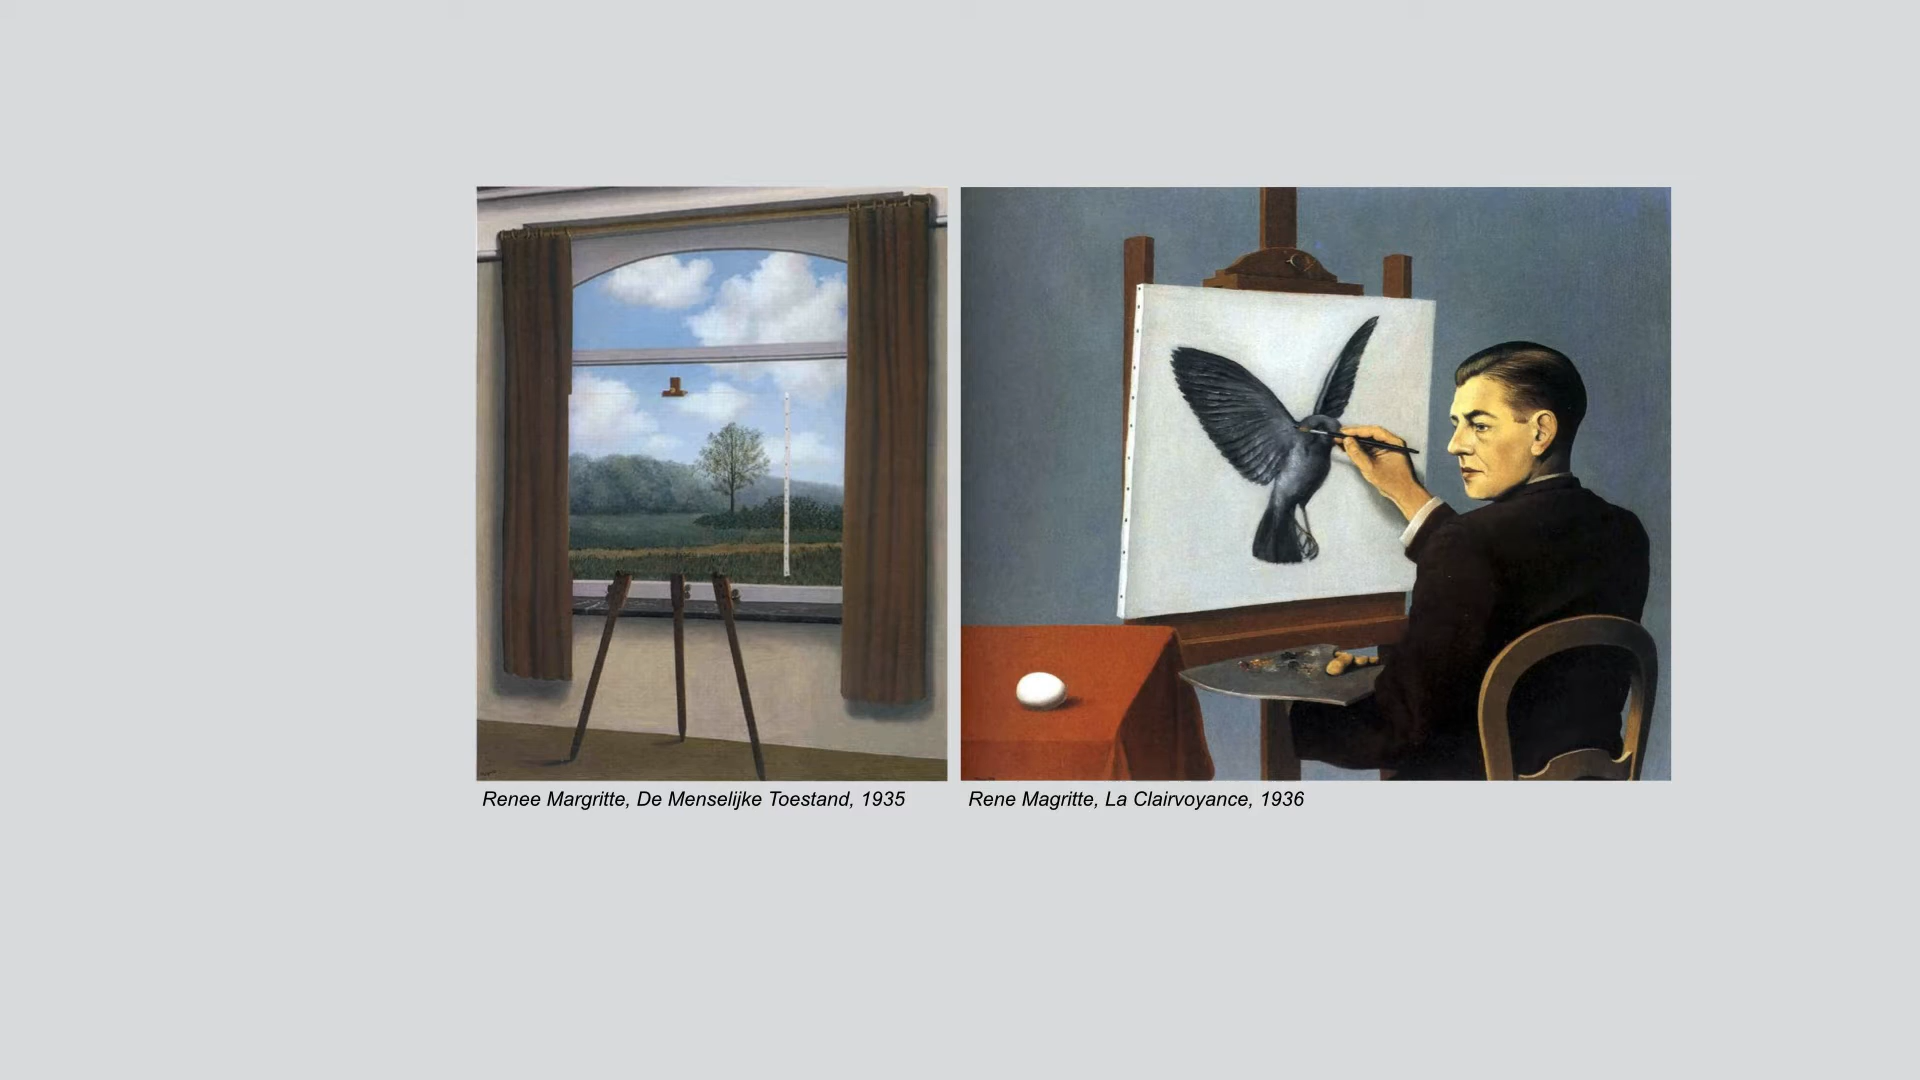 Renee Margritte, De Menselijke Toestand, 1935
Rene Magritte, La Clairvoyance, 1936